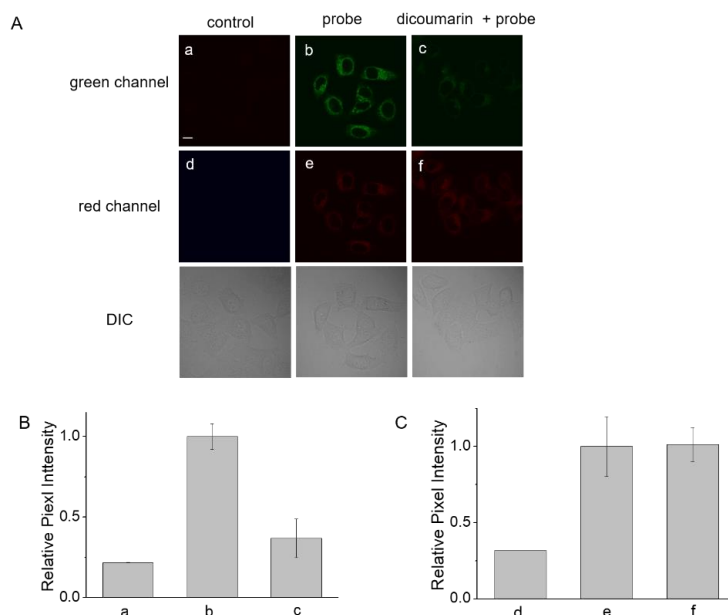 A
control probe dicoumarin + probe
green channel
a b c
red channel
d e f
DIC
B
Relative Piexl Inttensity
1.0
0.5
0.0
a b c
C
Relative Pixel Intensity
1.0
0.5
0.0
d e f